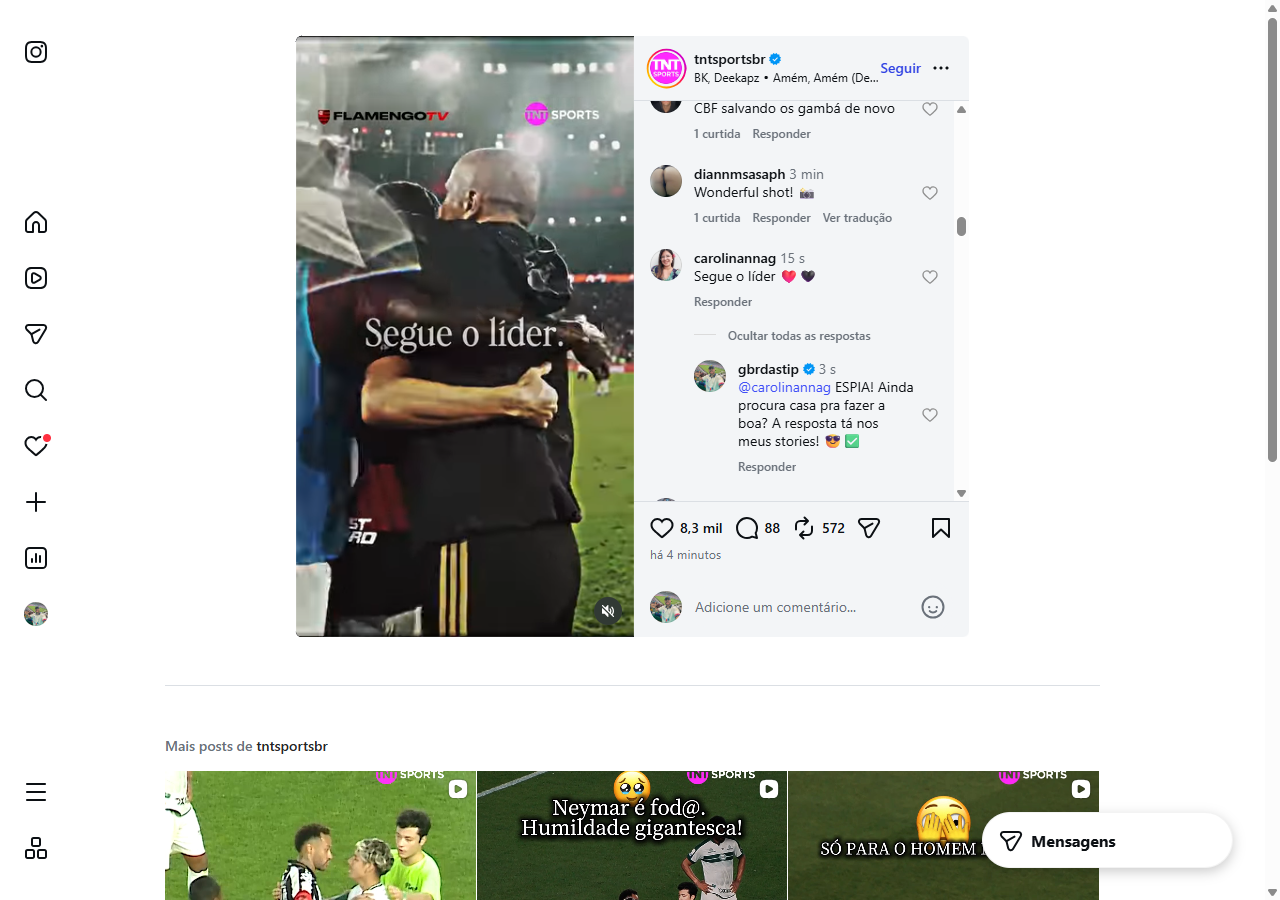 FLAMENGOTV
TNT SPORTS
Segue o líder.
TNT
SPORTS
tntsportsbr
BK, Deekapz • Amém, Amém (De...
Seguir
CBF salvando os gambá de novo
1 curtida Responder
diannmsasaph 3 min
Wonderful shot! 📸
1 curtida Responder Ver tradução
carolinannag 15 s
Segue o líder ❤️ 🖤
Responder
Ocultar todas as respostas
gbrdastip 3 s
@carolinannag ESPIA! Ainda
procura casa pra fazer a
boa? A resposta tá nos
meus stories! 😎 ✅
Responder
8,3 mil 88 572
há 4 minutos
Adicione um comentário...
Mais posts de tntsportsbr
TNT SPORTS
TNT SPORTS
Neymar é fod@.
Humildade gigantesca!
TNT SPORTS
SÓ PARA O HOMEM
Mensagens